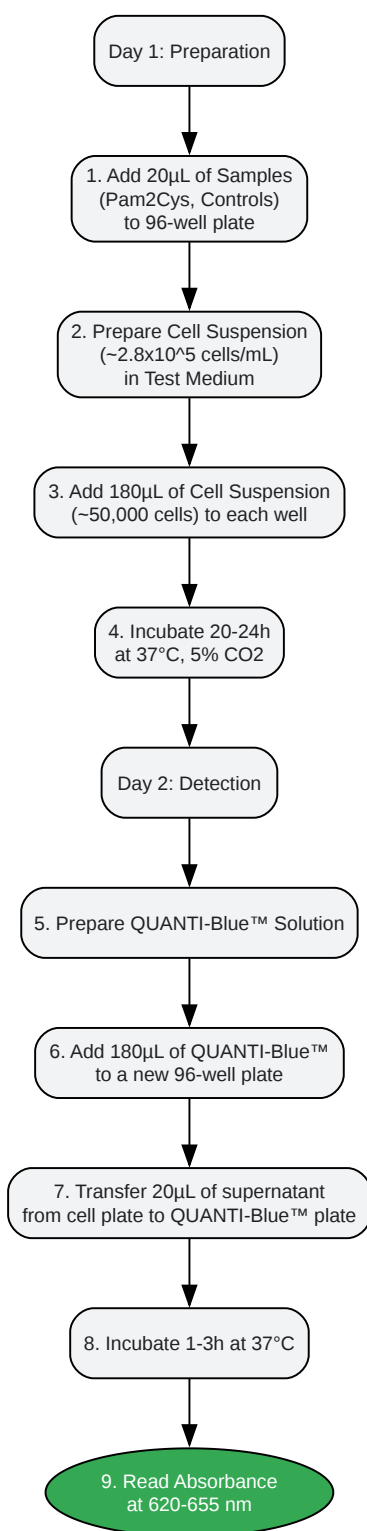 Day 1: Preparation
1. Add 20µL of Samples
(Pam2Cys, Controls)
to 96-well plate
2. Prepare Cell Suspension
(~2.8x10^5 cells/mL)
in Test Medium
3. Add 180µL of Cell Suspension
(~50,000 cells) to each well
4. Incubate 20-24h
at 37°C, 5% CO2
Day 2: Detection
5. Prepare QUANTI-Blue™ Solution
6. Add 180µL of QUANTI-Blue™
to a new 96-well plate
7. Transfer 20µL of supernatant
from cell plate to QUANTI-Blue™ plate
8. Incubate 1-3h at 37°C
9. Read Absorbance
at 620-655 nm